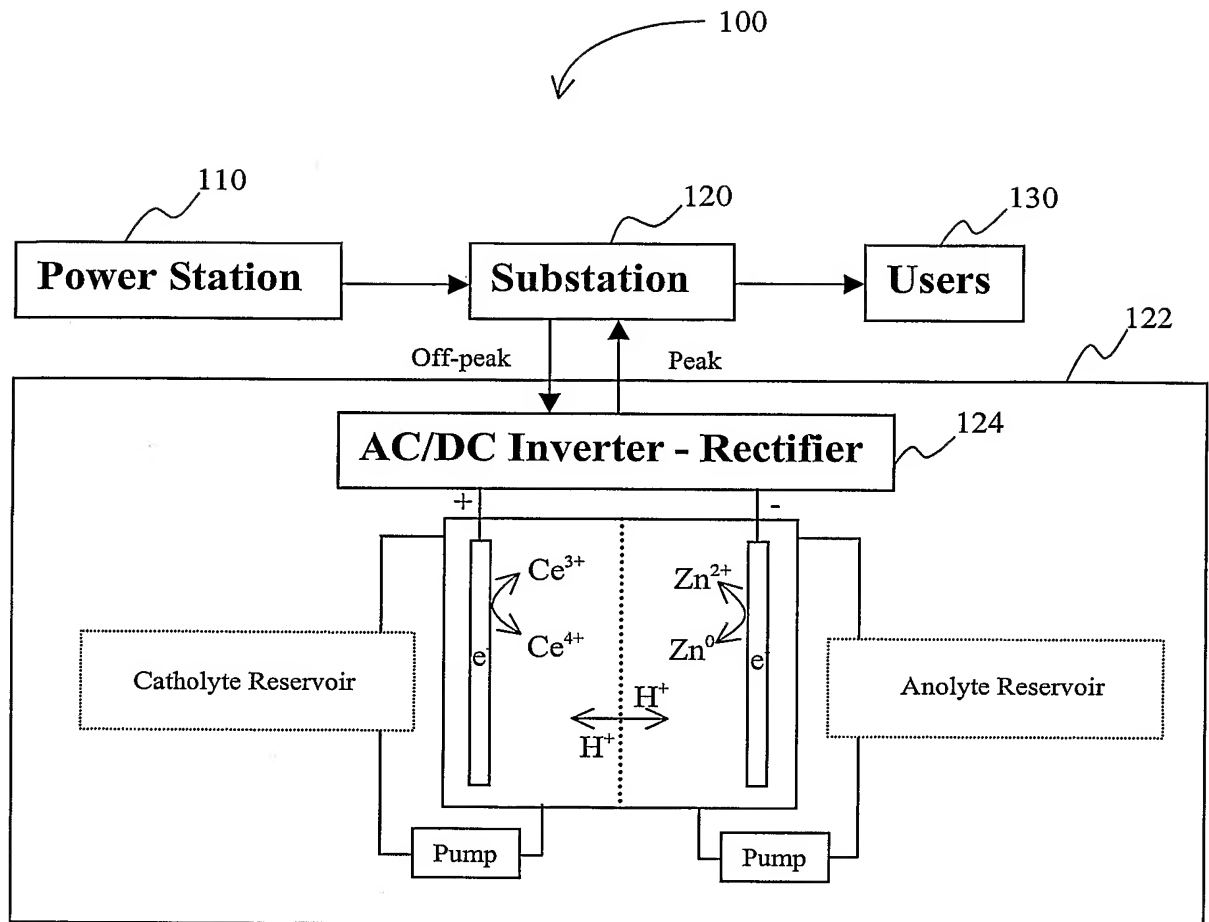 100
110
120
130
Power Station
Substation
Users
122
Off-peak
Peak
124
AC/DC Inverter - Rectifier
+
-
Ce³⁺
Zn²⁺
Ce⁴⁺
Zn⁰
e⁻
e⁻
Catholyte Reservoir
Anolyte Reservoir
H⁺
H⁺
Pump
Pump